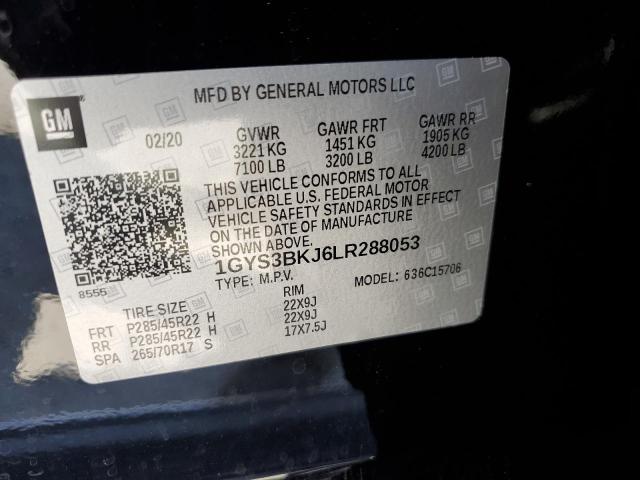 MFD BY GENERAL MOTORS LLC
GM
02/20 GVWR GAWR FRT GAWR RR
3221 KG 1451 KG 1905 KG
7100 LB 3200 LB 4200 LB
THIS VEHICLE CONFORMS TO ALL
APPLICABLE U.S. FEDERAL MOTOR
VEHICLE SAFETY STANDARDS IN EFFECT
ON THE DATE OF MANUFACTURE
SHOWN ABOVE.
1GYS3BKJ6LR288053
8555 TYPE: M.P.V. MODEL: 636C15706
TIRE SIZE RIM
FRT P285/45R22 H 22X9J
RR P285/45R22 H 22X9J
SPA 265/70R17 S 17X7.5J